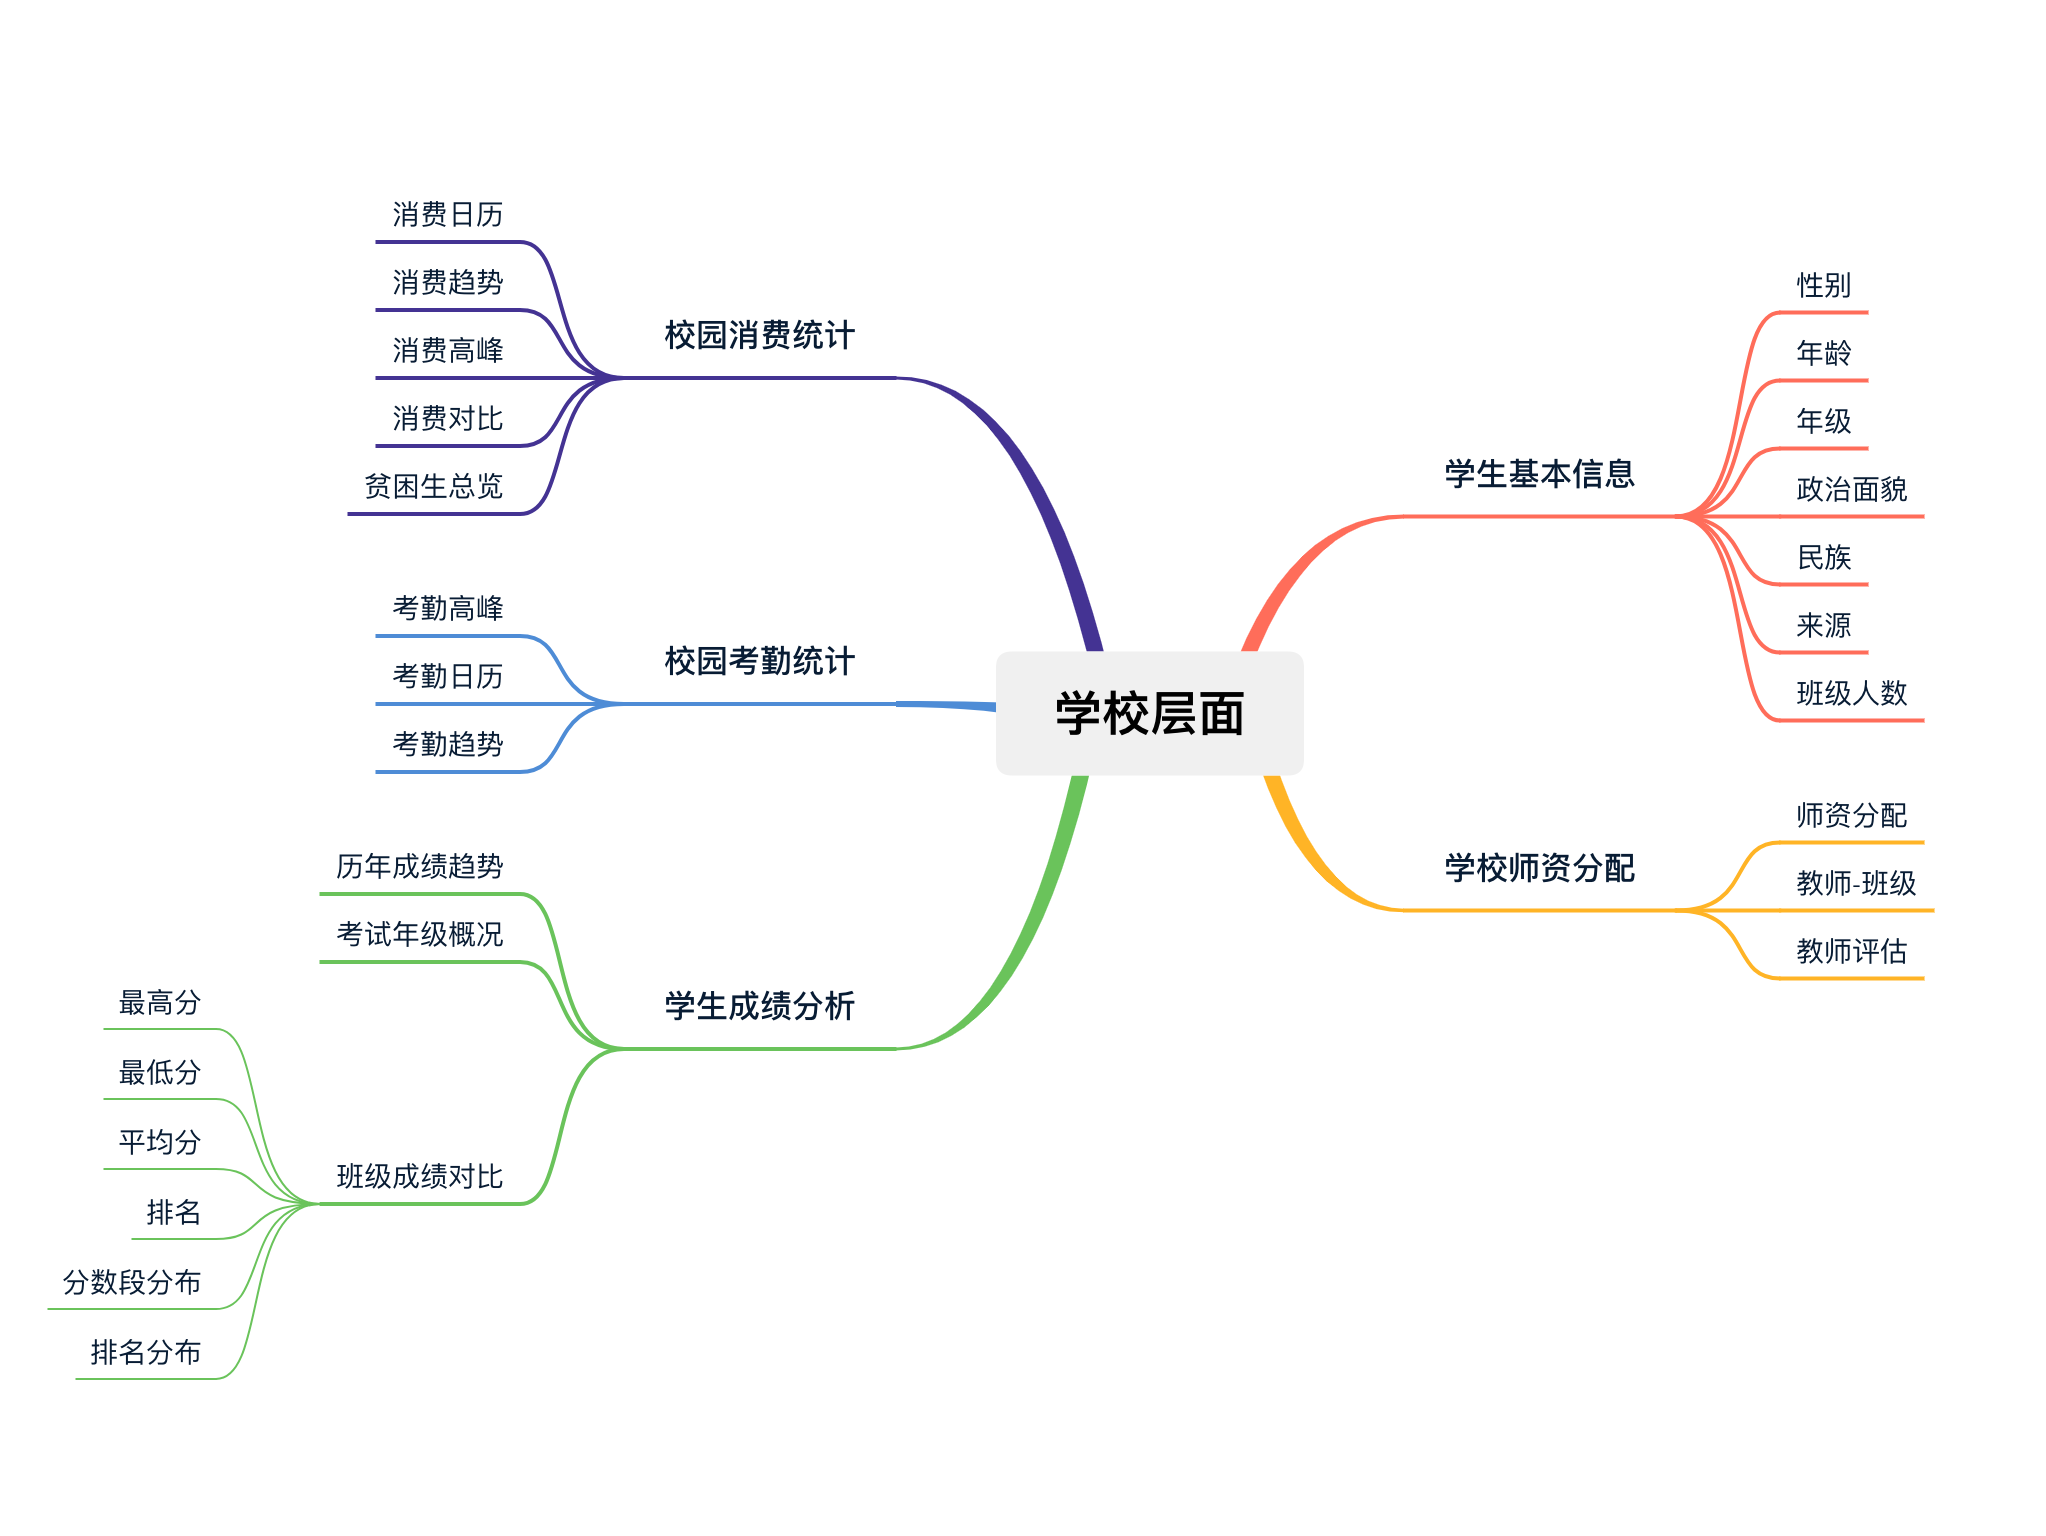 学校层面
学生基本信息
性别
年龄
年级
政治面貌
民族
来源
班级人数
学校师资分配
师资分配
教师-班级
教师评估
校园消费统计
消费日历
消费趋势
消费高峰
消费对比
贫困生总览
校园考勤统计
考勤高峰
考勤日历
考勤趋势
学生成绩分析
历年成绩趋势
考试年级概况
班级成绩对比
最高分
最低分
平均分
排名
分数段分布
排名分布